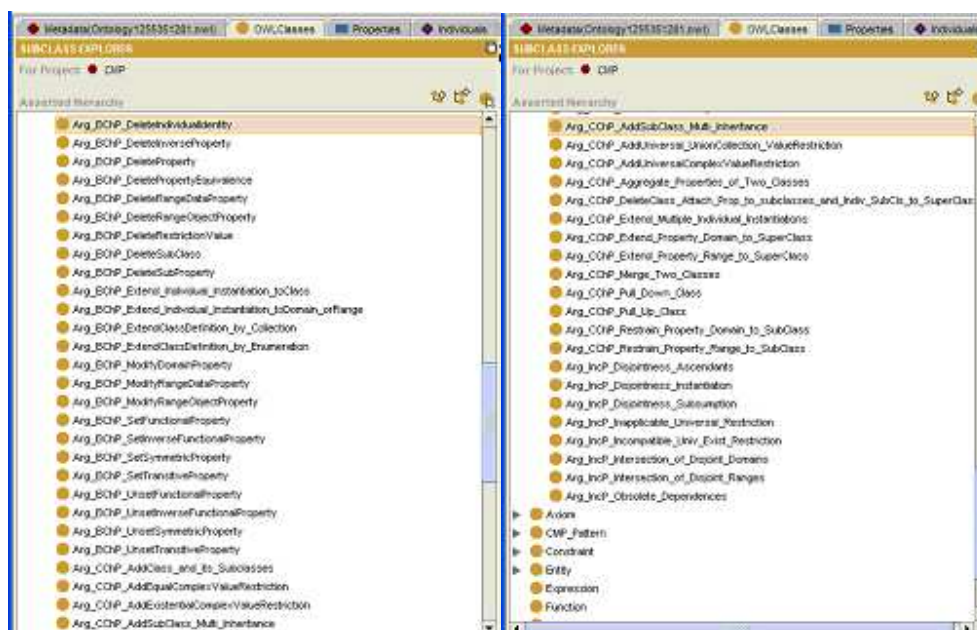 Metadata(Ontology1255351281.owl) OWLClasses Properties Individuals
SUBCLASS EXPLORER
For Project: CMP
Asserted Hierarchy
Arg_BChP_DeleteIndividualIdentity
Arg_BChP_DeleteInverseProperty
Arg_BChP_DeleteProperty
Arg_BChP_DeletePropertyEquivalence
Arg_BChP_DeleteRangeDataProperty
Arg_BChP_DeleteRangeObjectProperty
Arg_BChP_DeleteRestrictionValue
Arg_BChP_DeleteSubClass
Arg_BChP_DeleteSubProperty
Arg_BChP_Extend_Individual_Instantiation_toClass
Arg_BChP_Extend_Individual_Instantiation_toDomain_orRange
Arg_BChP_ExtendClassDefinition_by_Collection
Arg_BChP_ExtendClassDefinition_by_Enumeration
Arg_BChP_ModifyDomainProperty
Arg_BChP_ModifyRangeDataProperty
Arg_BChP_ModifyRangeObjectProperty
Arg_BChP_SetFunctionalProperty
Arg_BChP_SetInverseFunctionalProperty
Arg_BChP_SetSymmetricProperty
Arg_BChP_SetTransitiveProperty
Arg_BChP_UnsetFunctionalProperty
Arg_BChP_UnsetInverseFunctionalProperty
Arg_BChP_UnsetSymmetricProperty
Arg_BChP_UnsetTransitiveProperty
Arg_CChP_AddClass_and_its_Subclasses
Arg_CChP_AddEqualComplexValueRestriction
Arg_CChP_AddExistentialComplexValueRestriction
Arg_CChP_AddSubClass_Multi_Inheritance
Metadata(Ontology1255351281.owl) OWLClasses Properties Individuals
SUBCLASS EXPLORER
For Project: CMP
Asserted Hierarchy
Arg_CChP_AddSubClass_Multi_Inheritance
Arg_CChP_AddUniversal_UnionCollection_ValueRestriction
Arg_CChP_AddUniversalComplexValueRestriction
Arg_CChP_Aggregate_Properties_of_Two_Classes
Arg_CChP_DeleteClass_Attach_Prop_to_subclasses_and_Indiv_SubCls_to_SuperClas
Arg_CChP_Extend_Multiple_Individual_Instantiations
Arg_CChP_Extend_Property_Domain_to_SuperClass
Arg_CChP_Extend_Property_Range_to_SuperClass
Arg_CChP_Merge_Two_Classes
Arg_CChP_Pull_Down_Class
Arg_CChP_Pull_Up_Class
Arg_CChP_Restrain_Property_Domain_to_SubClass
Arg_CChP_Restrain_Property_Range_to_SubClass
Arg_IncP_Disjointness_Ascendants
Arg_IncP_Disjointness_Instantiation
Arg_IncP_Disjointness_Subsumption
Arg_IncP_Inapplicable_Universal_Restriction
Arg_IncP_Incompatible_Univ_Exist_Restriction
Arg_IncP_Intersection_of_Disjoint_Domains
Arg_IncP_Intersection_of_Disjoint_Ranges
Arg_IncP_Obsolete_Dependences
Axiom
CMP_Pattern
Constraint
Entity
Expression
Function